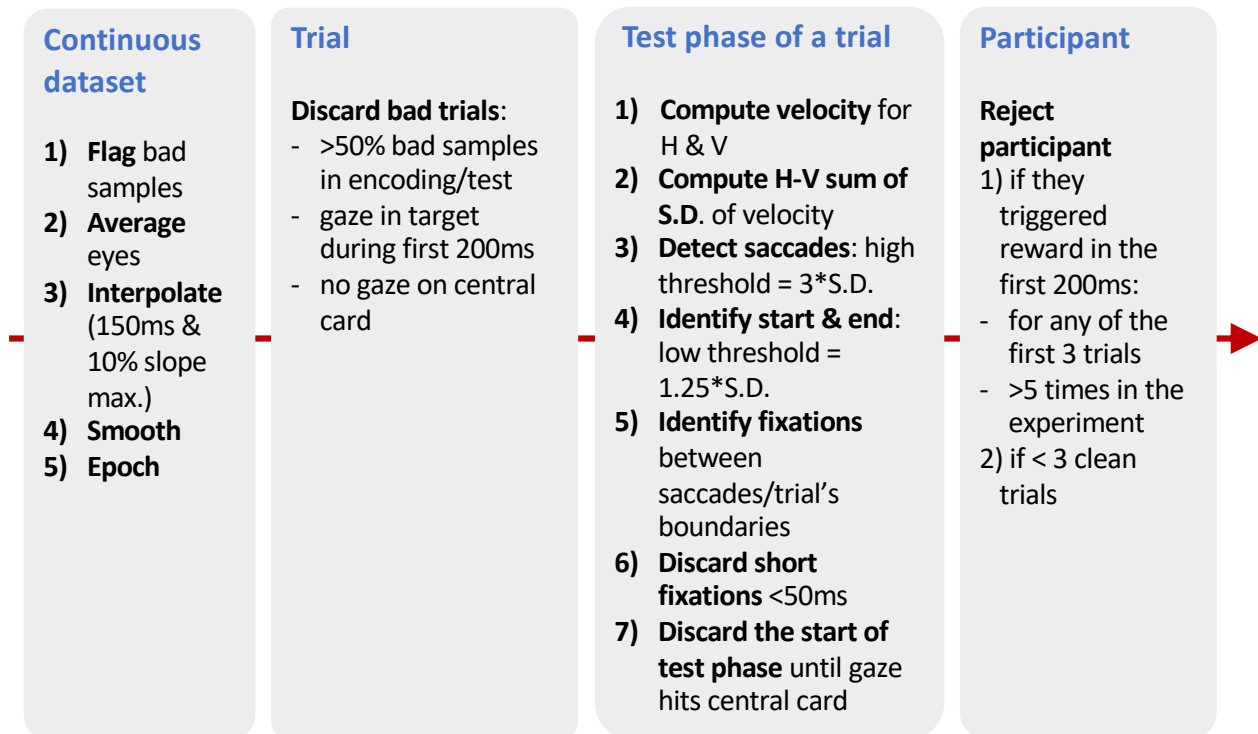 Continuous
dataset
1) Flag bad
samples
2) Average
eyes
3) Interpolate
(150ms &
10% slope
max.)
4) Smooth
5) Epoch
Trial
Discard bad trials:
- >50% bad samples
in encoding/test
- gaze in target
during first 200ms
- no gaze on central
card
Test phase of a trial
1) Compute velocity for
H & V
2) Compute H-V sum of
S.D. of velocity
3) Detect saccades: high
threshold = 3*S.D.
4) Identify start & end:
low threshold =
1.25*S.D.
5) Identify fixations
between
saccades/trial's
boundaries
6) Discard short
fixations <50ms
7) Discard the start of
test phase until gaze
hits central card
Participant
Reject
participant
1) if they
triggered
reward in the
first 200ms:
- for any of the
first 3 trials
- >5 times in the
experiment
2) if < 3 clean
trials